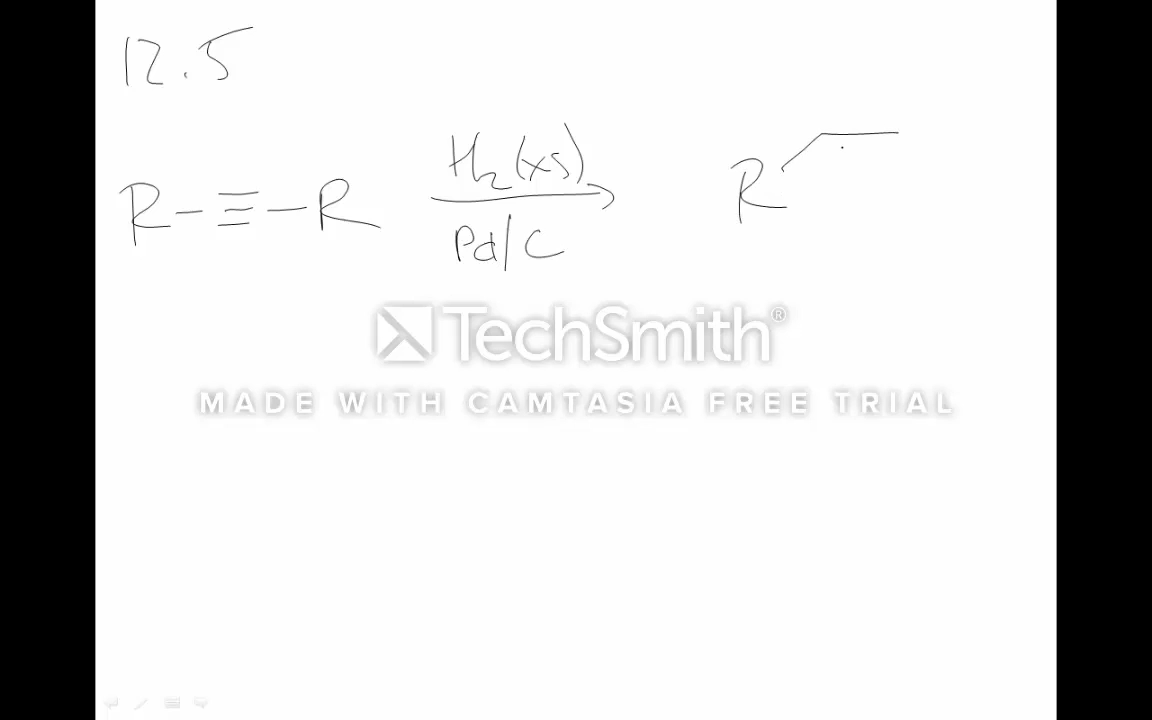 12.5
R-≡-R
H₂(xs)
Pd/C
R
TechSmith®
MADE WITH CAMTASIA FREE TRIAL